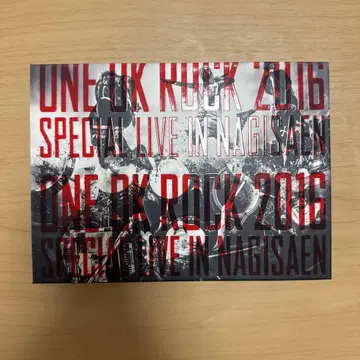 ONE OK ROCK 2016
SPECIAL LIVE IN NAGISAEN
ONE OK ROCK 2016
SPECIAL LIVE IN NAGISAEN